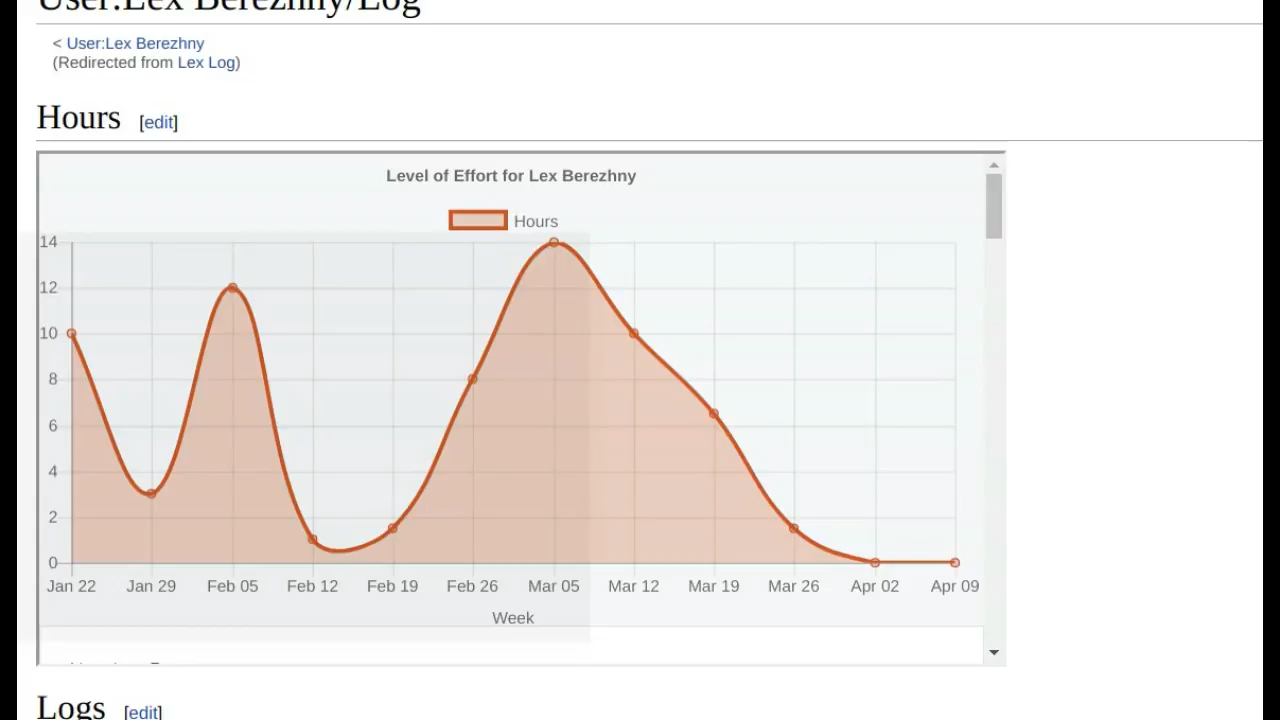 User:Lex Berezhny/Log
< User:Lex Berezhny
(Redirected from Lex Log)
Hours [edit]
Level of Effort for Lex Berezhny
Hours
14
12
10
8
6
4
2
0
Jan 22 Jan 29 Feb 05 Feb 12 Feb 19 Feb 26 Mar 05 Mar 12 Mar 19 Mar 26 Apr 02 Apr 09
Week
Logs [edit]